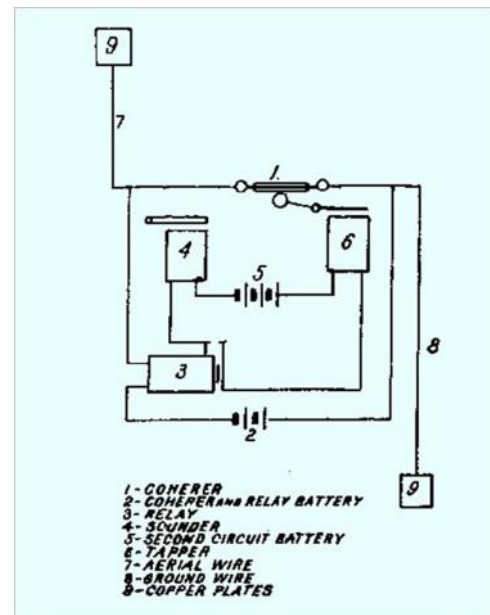 9
7
1.
4
6
5
8
3
2
9
1- COHERER
2- COHERER AND RELAY BATTERY
3- RELAY
4- SOUNDER
5- SECOND CIRCUIT BATTERY
6- TAPPER
7- AERIAL WIRE
8- GROUND WIRE
9- COPPER PLATES